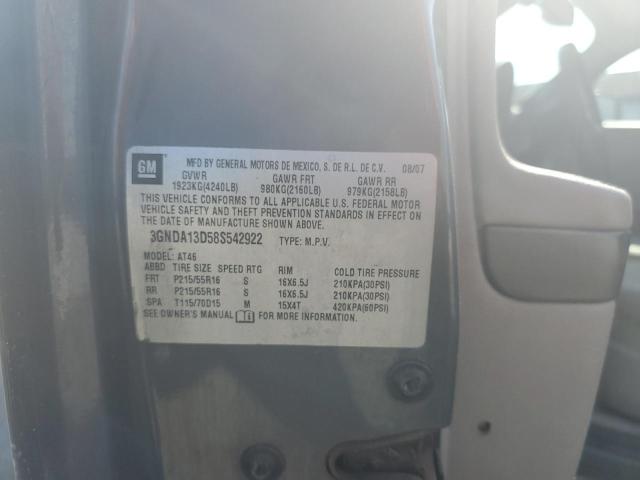 GM
MFD BY GENERAL MOTORS DE MEXICO, S. DE R.L. DE C.V. 08/07
GVWR GAWR FRT GAWR RR
1923KG(4240LB) 980KG(2160LB) 979KG(2158LB)
THIS VEHICLE CONFORMS TO ALL APPLICABLE U.S. FEDERAL MOTOR
VEHICLE SAFETY AND THEFT PREVENTION STANDARDS IN EFFECT ON
THE DATE OF MANUFACTURE SHOWN ABOVE.
3GNDA13D58S542922 TYPE: M.P.V.
MODEL: AT46
ABBD TIRE SIZE SPEED RTG RIM COLD TIRE PRESSURE
FRT P215/55R16 S 16X6.5J 210KPA(30PSI)
RR P215/55R16 S 16X6.5J 210KPA(30PSI)
SPA T115/70D15 M 15X4T 420KPA(60PSI)
SEE OWNER'S MANUAL FOR MORE INFORMATION.